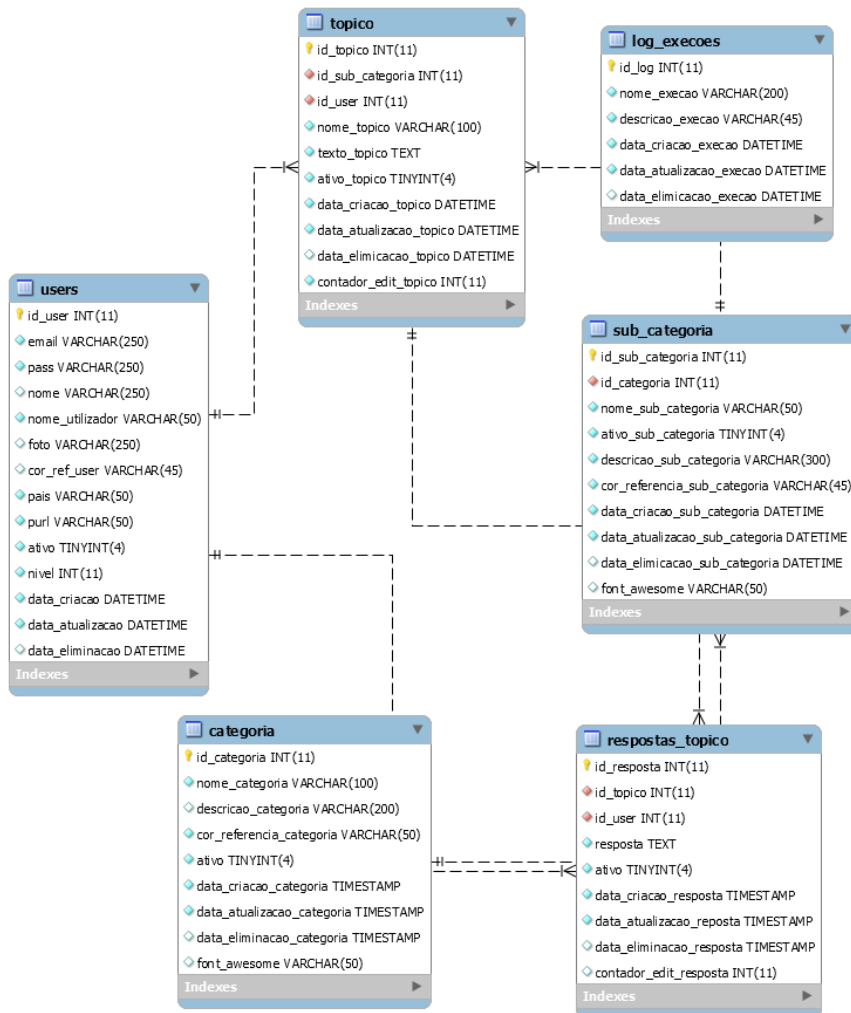 topico
id_topico INT(11)
id_sub_categoria INT(11)
id_user INT(11)
nome_topico VARCHAR(100)
texto_topico TEXT
ativo_topico TINYINT(4)
data_criacao_topico DATETIME
data_atualizacao_topico DATETIME
data_elimicacao_topico DATETIME
contador_edit_topico INT(11)
Indexes
log_execoes
id_log INT(11)
nome_execao VARCHAR(200)
descricao_execao VARCHAR(45)
data_criacao_execao DATETIME
data_atualizacao_execao DATETIME
data_elimicacao_execao DATETIME
Indexes
users
id_user INT(11)
email VARCHAR(250)
pass VARCHAR(250)
nome VARCHAR(250)
nome_utilizador VARCHAR(50)
foto VARCHAR(250)
cor_ref_user VARCHAR(45)
pais VARCHAR(50)
purl VARCHAR(50)
ativo TINYINT(4)
nivel INT(11)
data_criacao DATETIME
data_atualizacao DATETIME
data_eliminacao DATETIME
Indexes
sub_categoria
id_sub_categoria INT(11)
id_categoria INT(11)
nome_sub_categoria VARCHAR(50)
ativo_sub_categoria TINYINT(4)
descricao_sub_categoria VARCHAR(300)
cor_referencia_sub_categoria VARCHAR(45)
data_criacao_sub_categoria DATETIME
data_atualizacao_sub_categoria DATETIME
data_elimicacao_sub_categoria DATETIME
font_awesome VARCHAR(50)
Indexes
categoria
id_categoria INT(11)
nome_categoria VARCHAR(100)
descricao_categoria VARCHAR(200)
cor_referencia_categoria VARCHAR(50)
ativo TINYINT(4)
data_criacao_categoria TIMESTAMP
data_atualizacao_categoria TIMESTAMP
data_eliminacao_categoria TIMESTAMP
font_awesome VARCHAR(50)
Indexes
respostas_topico
id_resposta INT(11)
id_topico INT(11)
id_user INT(11)
resposta TEXT
ativo TINYINT(4)
data_criacao_resposta TIMESTAMP
data_atualizacao_reposta TIMESTAMP
data_eliminacao_resposta TIMESTAMP
contador_edit_resposta INT(11)
Indexes